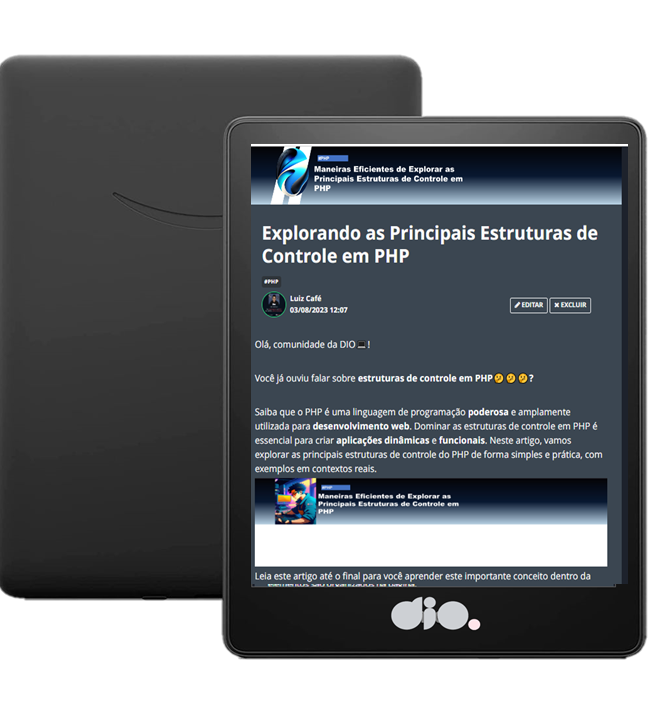 #PHP
Maneiras Eficientes de Explorar as
Principais Estruturas de Controle em
PHP
Explorando as Principais Estruturas de
Controle em PHP
#PHP
Luiz Café
03/08/2023 12:07
EDITAR
EXCLUIR
Olá, comunidade da DIO 💻 !
Você já ouviu falar sobre estruturas de controle em PHP🤔 🤔 🤔?
Saiba que o PHP é uma linguagem de programação poderosa e amplamente
utilizada para desenvolvimento web. Dominar as estruturas de controle em PHP é
essencial para criar aplicações dinâmicas e funcionais. Neste artigo, vamos
explorar as principais estruturas de controle do PHP de forma simples e prática, com
exemplos em contextos reais.
#PHP
Maneiras Eficientes de Explorar as
Principais Estruturas de Controle em
PHP
Leia este artigo até o final para você aprender este importante conceito dentro da
dio.